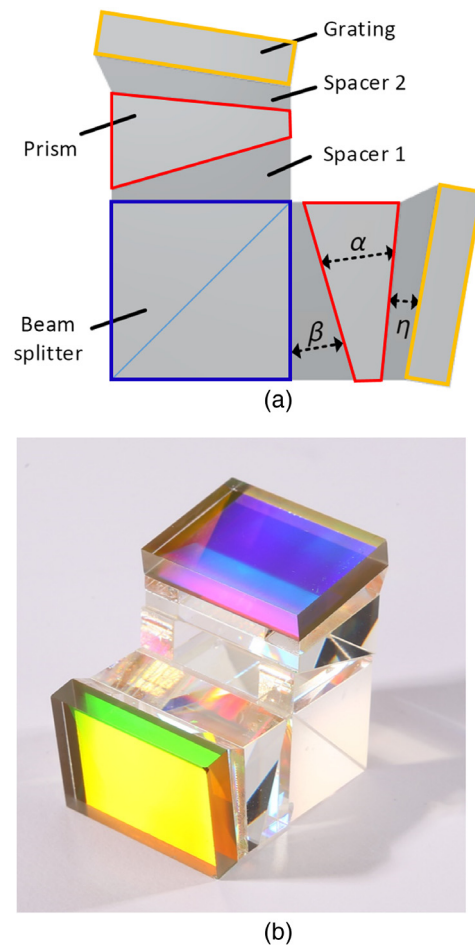 Grating
Spacer 2
Prism
Spacer 1
α
β
η
Beam
splitter
(a)
(b)